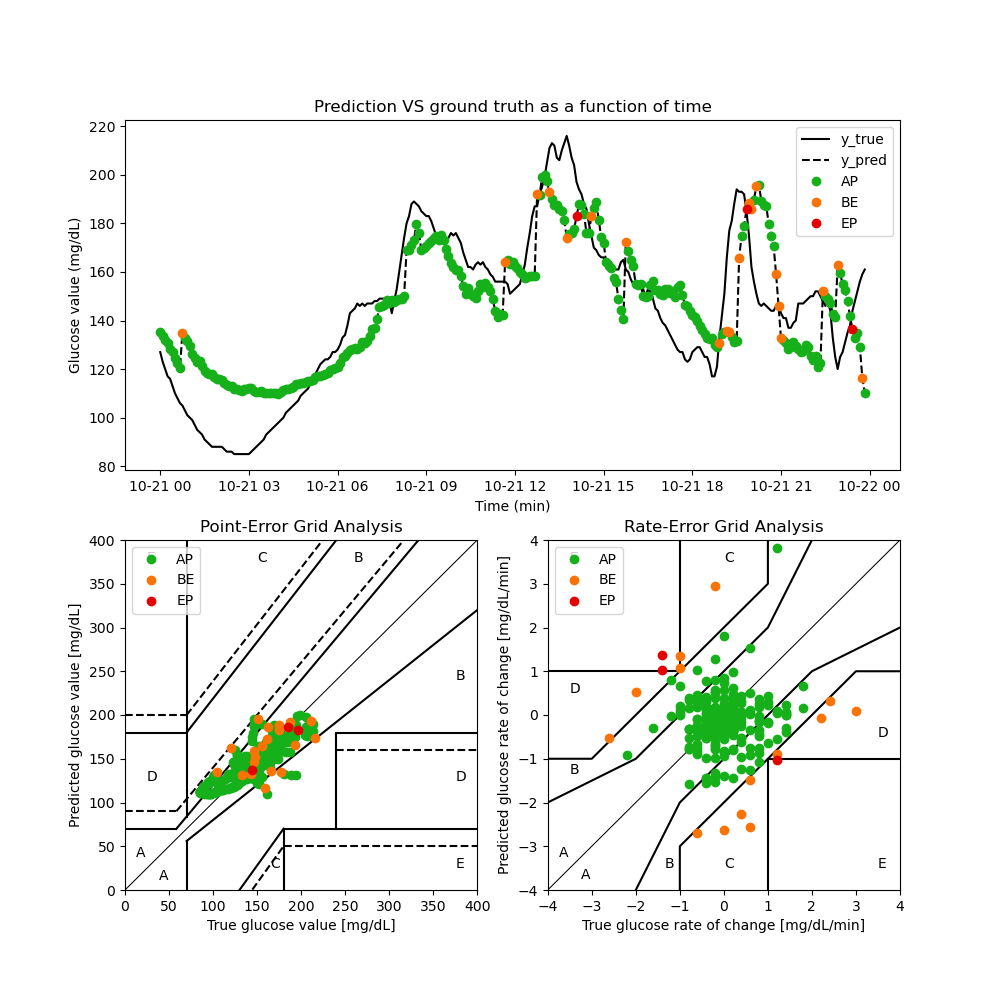 Prediction VS ground truth as a function of time
Glucose value (mg/dL)
220
200
180
160
140
120
100
80
y_true
y_pred
AP
BE
EP
10-21 00 10-21 03 10-21 06 10-21 09 10-21 12 10-21 15 10-21 18 10-21 21 10-22 00
Time (min)
Point-Error Grid Analysis
Predicted glucose value [mg/dL]
400
350
300
250
200
150
100
50
0
AP
BE
EP
C
B
B
D
D
A
A
C
E
0 50 100 150 200 250 300 350 400
True glucose value [mg/dL]
Rate-Error Grid Analysis
Predicted glucose rate of change [mg/dL/min]
4
3
2
1
0
−1
−2
−3
−4
AP
BE
EP
C
D
D
B
A
A
B
C
E
−4 −3 −2 −1 0 1 2 3 4
True glucose rate of change [mg/dL/min]